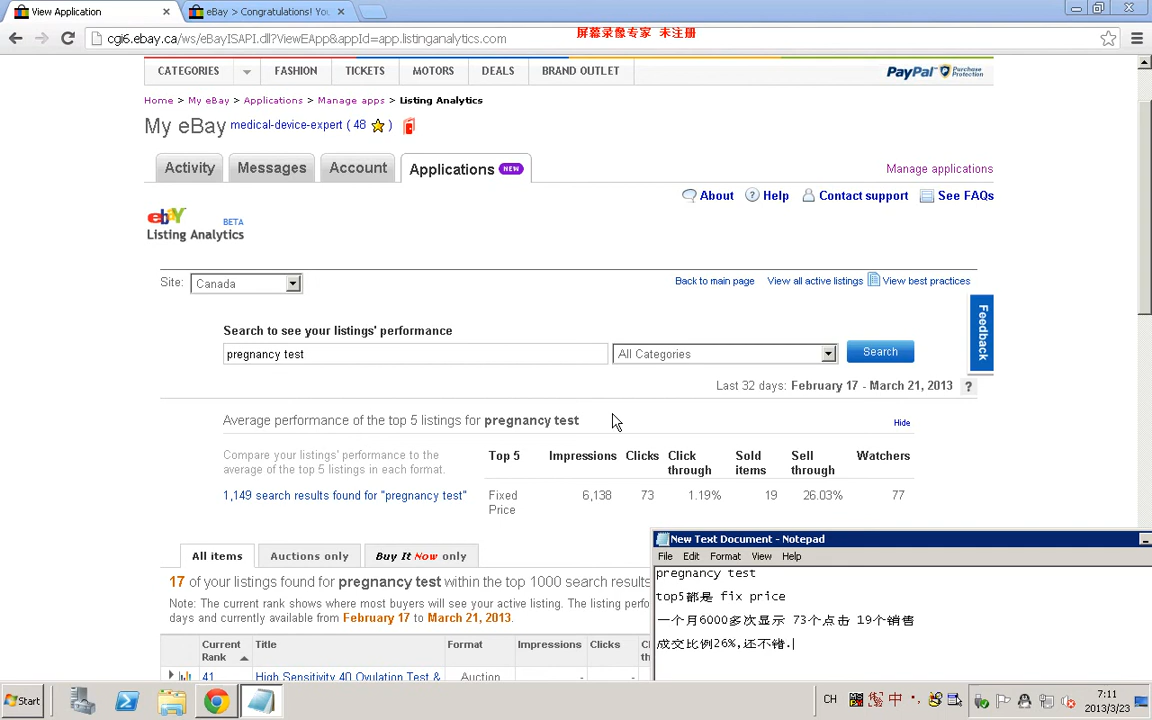 View Application
eBay > Congratulations! You
cgi6.ebay.ca/ws/eBayISAPI.dll?ViewEApp&appId=app.listinganalytics.com
屏幕录像专家 未注册
CATEGORIES FASHION TICKETS MOTORS DEALS BRAND OUTLET
PayPal Purchase Protection
Home > My eBay > Applications > Manage apps > Listing Analytics
My eBay medical-device-expert ( 48 )
Activity Messages Account Applications NEW
Manage applications
About Help Contact support See FAQs
ebay BETA
Listing Analytics
Site: Canada
Back to main page View all active listings View best practices
Feedback
Search to see your listings' performance
pregnancy test All Categories Search
Last 32 days: February 17 - March 21, 2013 ?
Average performance of the top 5 listings for pregnancy test
Hide
Compare your listings' performance to the
average of the top 5 listings in each format.
1,149 search results found for "pregnancy test"
Top 5 Impressions Clicks Click through Sold items Sell through Watchers
Fixed Price 6,138 73 1.19% 19 26.03% 77
All items Auctions only Buy It Now only
17 of your listings found for pregnancy test within the top 1000 search results
Note: The current rank shows where most buyers will see your active listing. The listing perfo
days and currently available from February 17 to March 21, 2013.
Current Rank Title Format Impressions Clicks
41 High Sensitivity 40 Ovulation Test & Auction - -
New Text Document - Notepad
File Edit Format View Help
pregnancy test
top5都是 fix price
一个月6000多次显示 73个点击 19个销售
成交比例26%,还不错.
Start
CH
中
7:11
2013/3/23